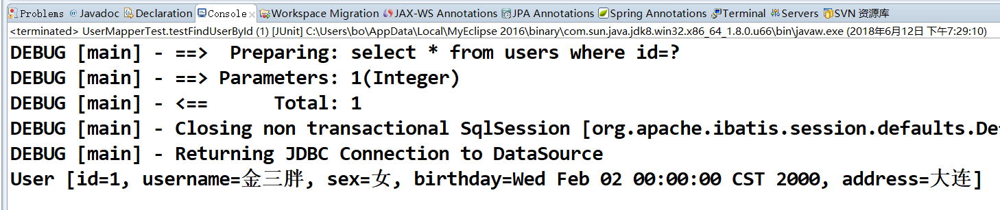 Problems @ Javadoc Declaration Console Workspace Migration JAX-WS Annotations JPA Annotations Spring Annotations Terminal Servers SVN 资源库
<terminated> UserMapperTest.testFindUserById (1) [JUnit] C:\Users\bo\AppData\Local\MyEclipse 2016\binary\com.sun.java.jdk8.win32.x86_64_1.8.0.u66\bin\javaw.exe (2018年6月12日 下午7:29:10)
DEBUG [main] - ==>  Preparing: select * from users where id=?
DEBUG [main] - ==> Parameters: 1(Integer)
DEBUG [main] - <==      Total: 1
DEBUG [main] - Closing non transactional SqlSession [org.apache.ibatis.session.defaults.De
DEBUG [main] - Returning JDBC Connection to DataSource
User [id=1, username=金三胖, sex=女, birthday=Wed Feb 02 00:00:00 CST 2000, address=大连]